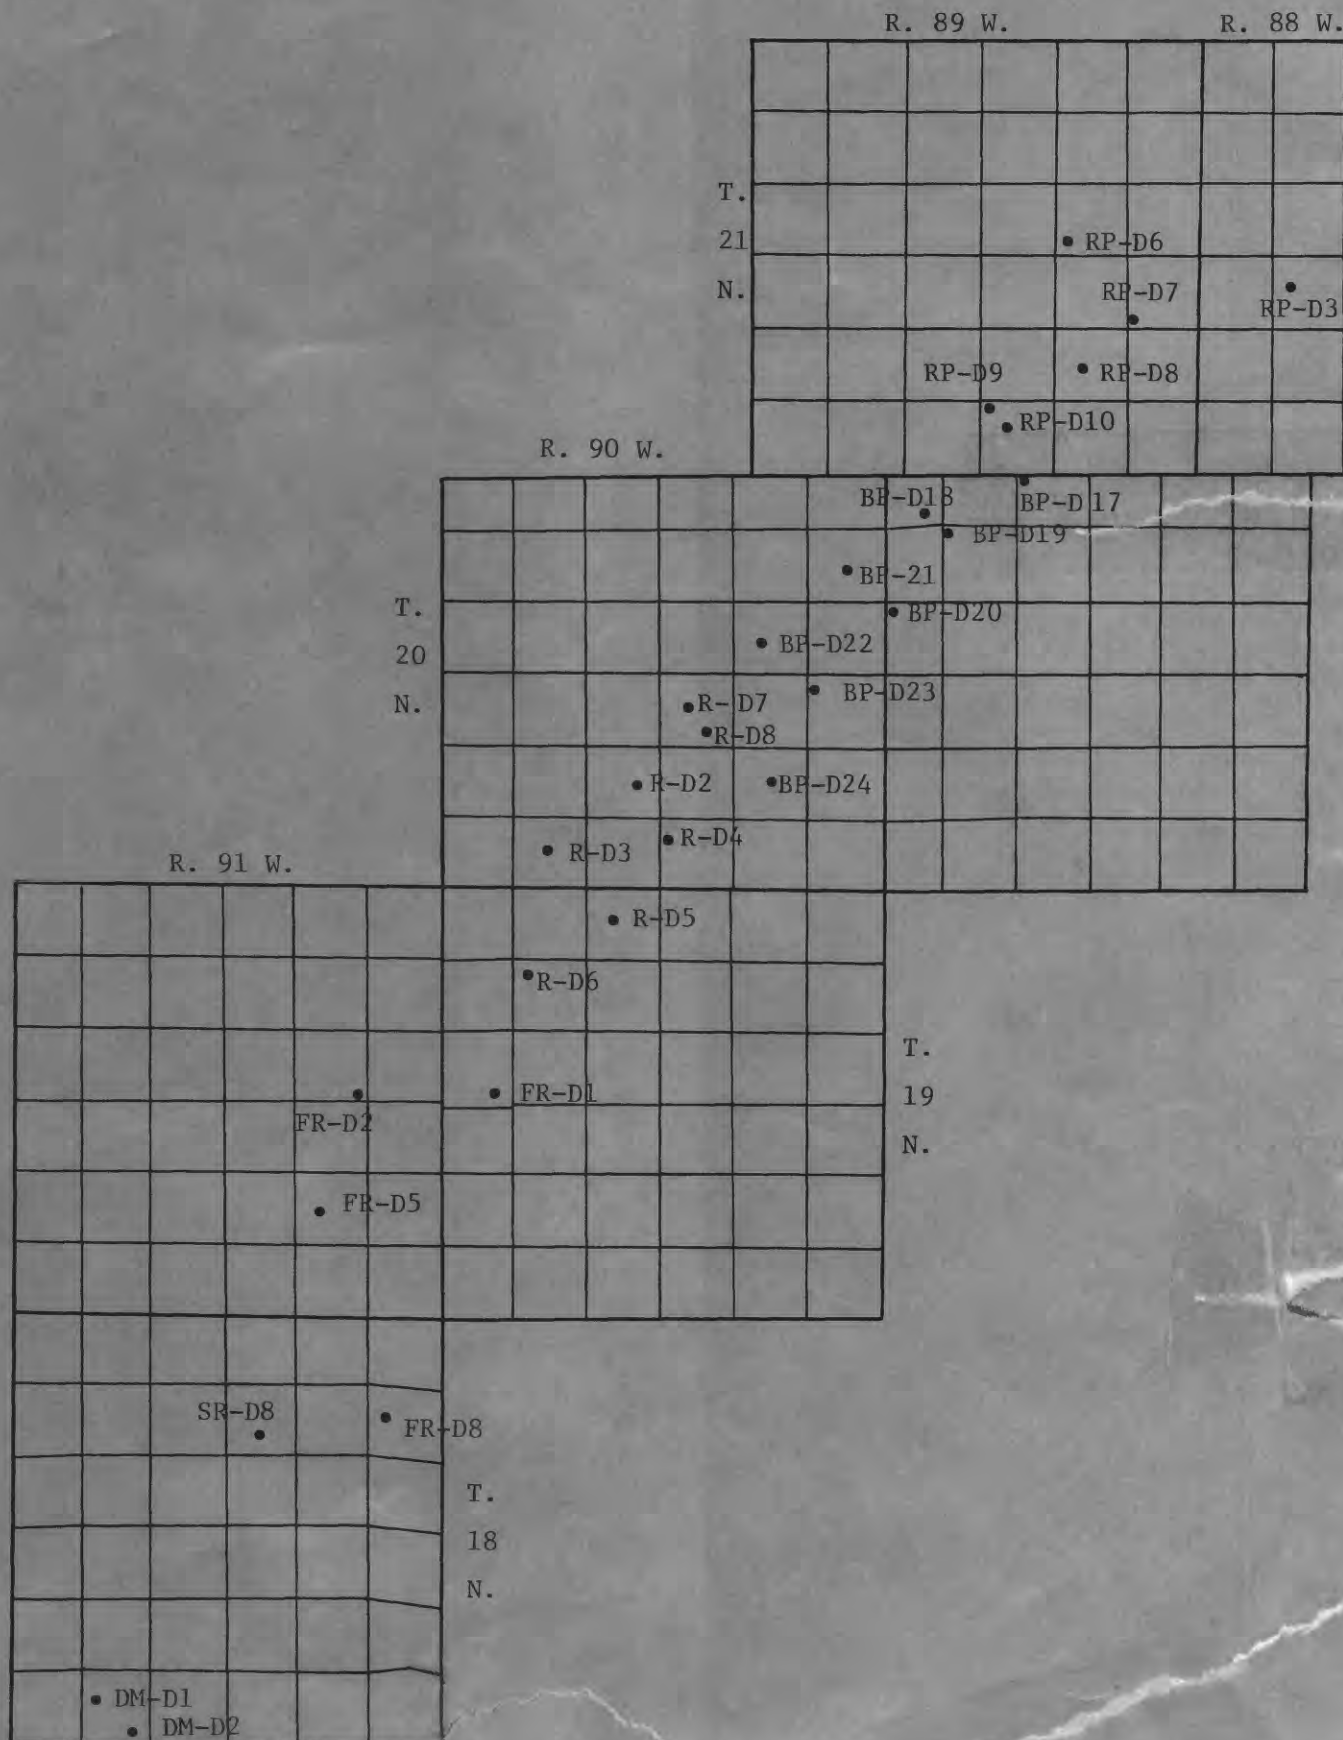 R. 89 W. R. 88 W.
T.
21 RP-D6
N. RP-D7
RP-D3
RP-D9 RP-D8
RP-D10
R. 90 W.
BP-D18 BP-D17
BP-D19
BP-21
T. BP-D20
20 BP-D22
N. R-D7 BP-D23
R-D8
R-D2 BP-D24
R-D3 R-D4
R. 91 W.
R-D5
R-D6
T.
FR-D1 19
FR-D2 N.
FR-D5
SR-D8 FR-D8
T.
18
N.
DM-D1
DM-D2